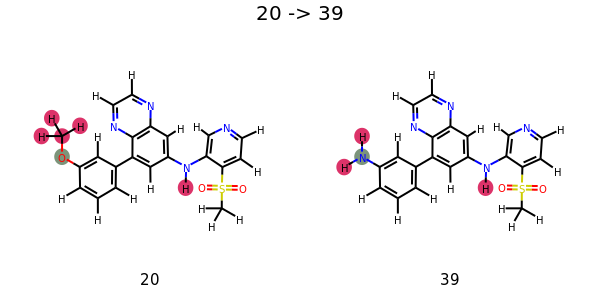 20 -> 39
H H
H H
H N H N
H H H H H N H H H H H N
N H N H N H N H
O N N
H H H H H H H H
H H O S O H H H O S O
H H
H H H H
H H H H
20 39